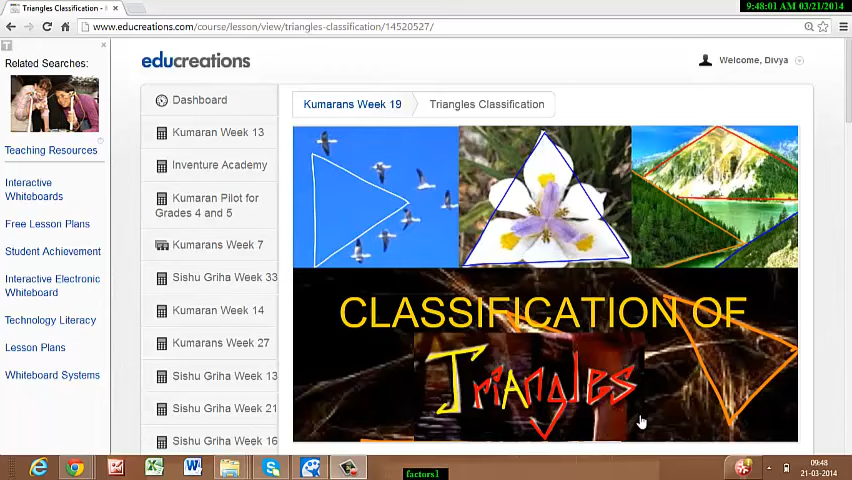 Triangles Classification -
9:48:01 AM 03/21/2014
www.educreations.com/course/lesson/view/triangles-classification/14520527/
Related Searches:
Teaching Resources
Interactive
Whiteboards
Free Lesson Plans
Student Achievement
Interactive Electronic
Whiteboard
Technology Literacy
Lesson Plans
Whiteboard Systems
educreations
Welcome, Divya
Dashboard
Kumaran Week 13
Inventure Academy
Kumaran Pilot for
Grades 4 and 5
Kumarans Week 7
Sishu Griha Week 33
Kumaran Week 14
Kumarans Week 27
Sishu Griha Week 13
Sishu Griha Week 21
Sishu Griha Week 16
Kumarans Week 19
Triangles Classification
CLASSIFICATION OF
Triangles
factors1
09:48
21-03-2014